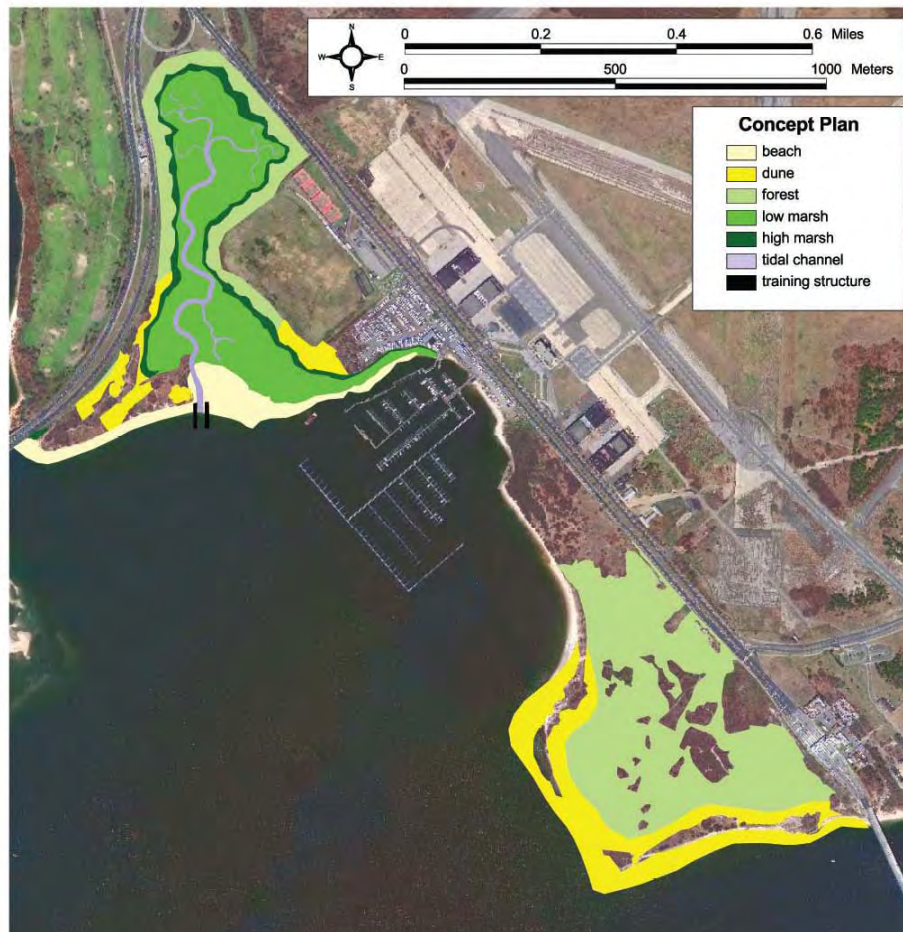 N
W E
S
0 0.2 0.4 0.6 Miles
0 500 1000 Meters
Concept Plan
beach
dune
forest
low marsh
high marsh
tidal channel
training structure